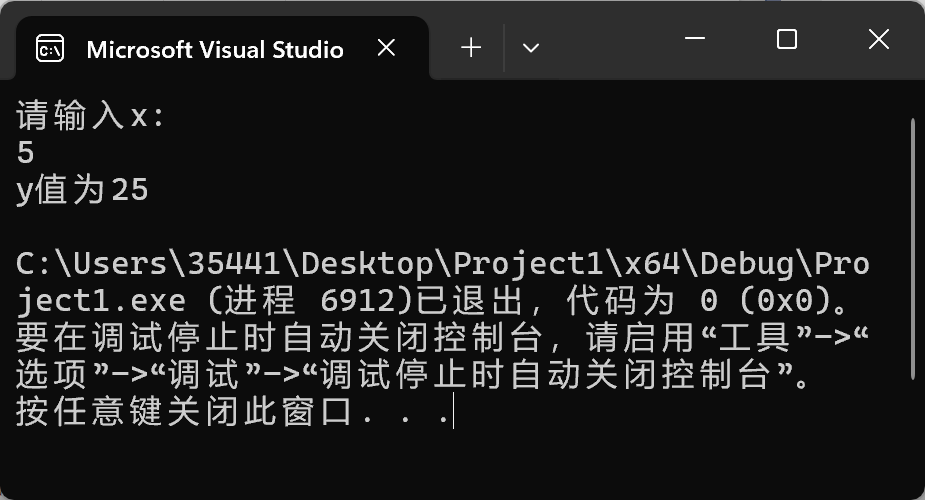 Microsoft Visual Studio
请输入x:
5
y值为25
C:\Users\35441\Desktop\Project1\x64\Debug\Pro
ject1.exe (进程 6912)已退出，代码为 0 (0x0)。
要在调试停止时自动关闭控制台，请启用“工具”->“
选项”->“调试”->“调试停止时自动关闭控制台”。
按任意键关闭此窗口. . .